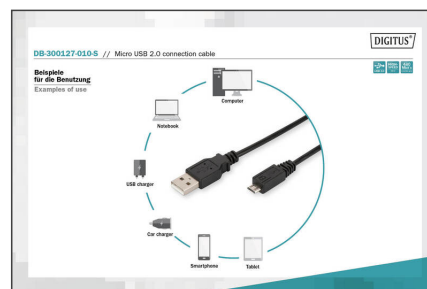 DIGITUS®
DB-300127-010-S // Micro USB 2.0 connection cable
Beispiele
für die Benutzung
Examples of use
Computer
Notebook
USB charger
Car charger
Smartphone
Tablet